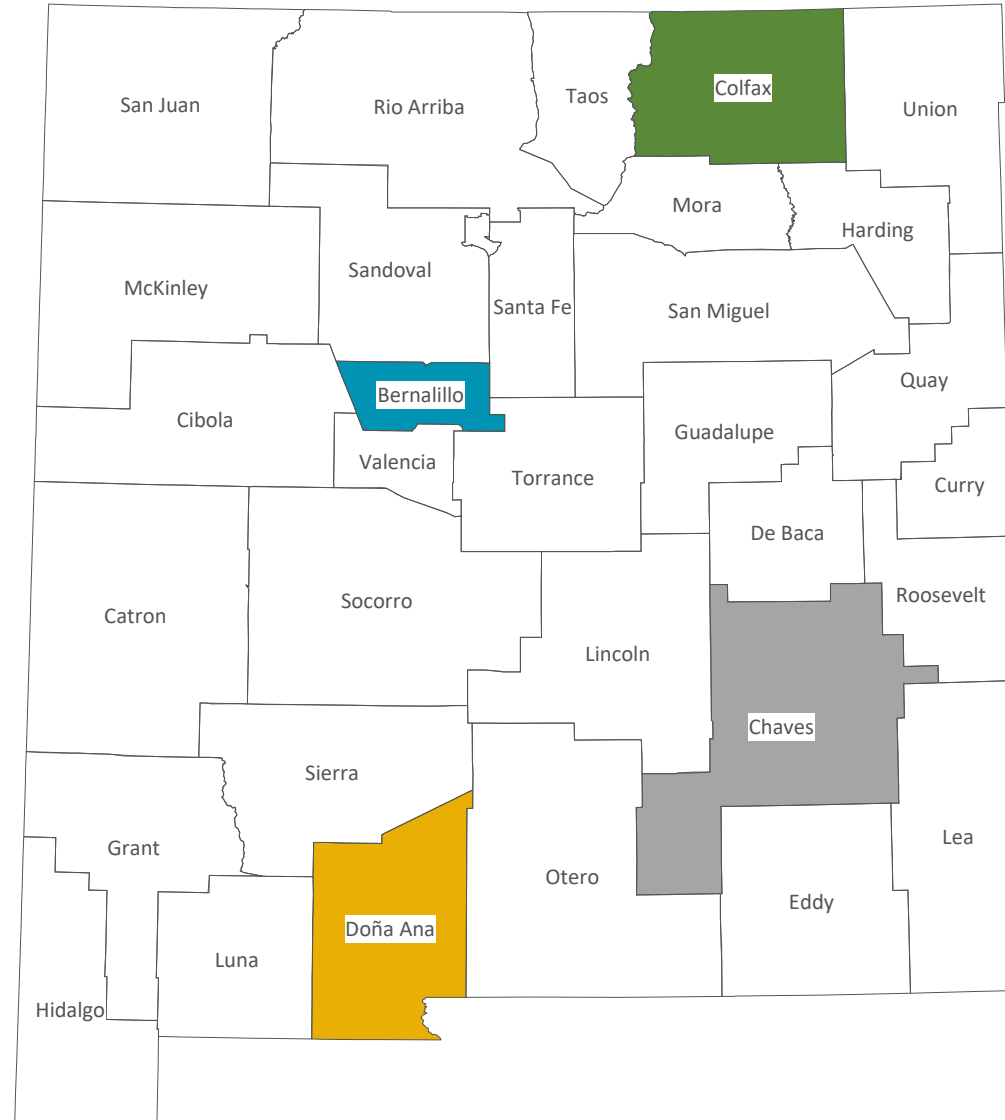 Colfax
Taos
San Juan
Rio Arriba
Union
Mora
Harding
Sandoval
McKinley
Santa Fe
San Miguel
Quay
Bernalillo
Cibola
Guadalupe
Valencia
Torrance
Curry
De Baca
Roosevelt
Socorro
Catron
Lincoln
Chaves
Sierra
Lea
Grant
Otero
Eddy
Doña Ana
Luna
Hidalgo